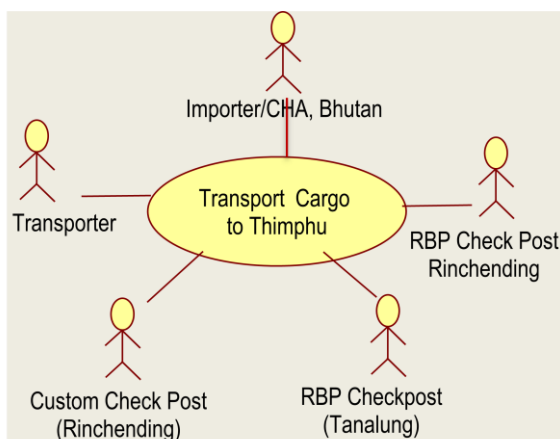 Importer/CHA, Bhutan
Transport Cargo
to Thimphu
Transporter
RBP Check Post
Rinchending
Custom Check Post
(Rinchending)
RBP Checkpost
(Tanalung)